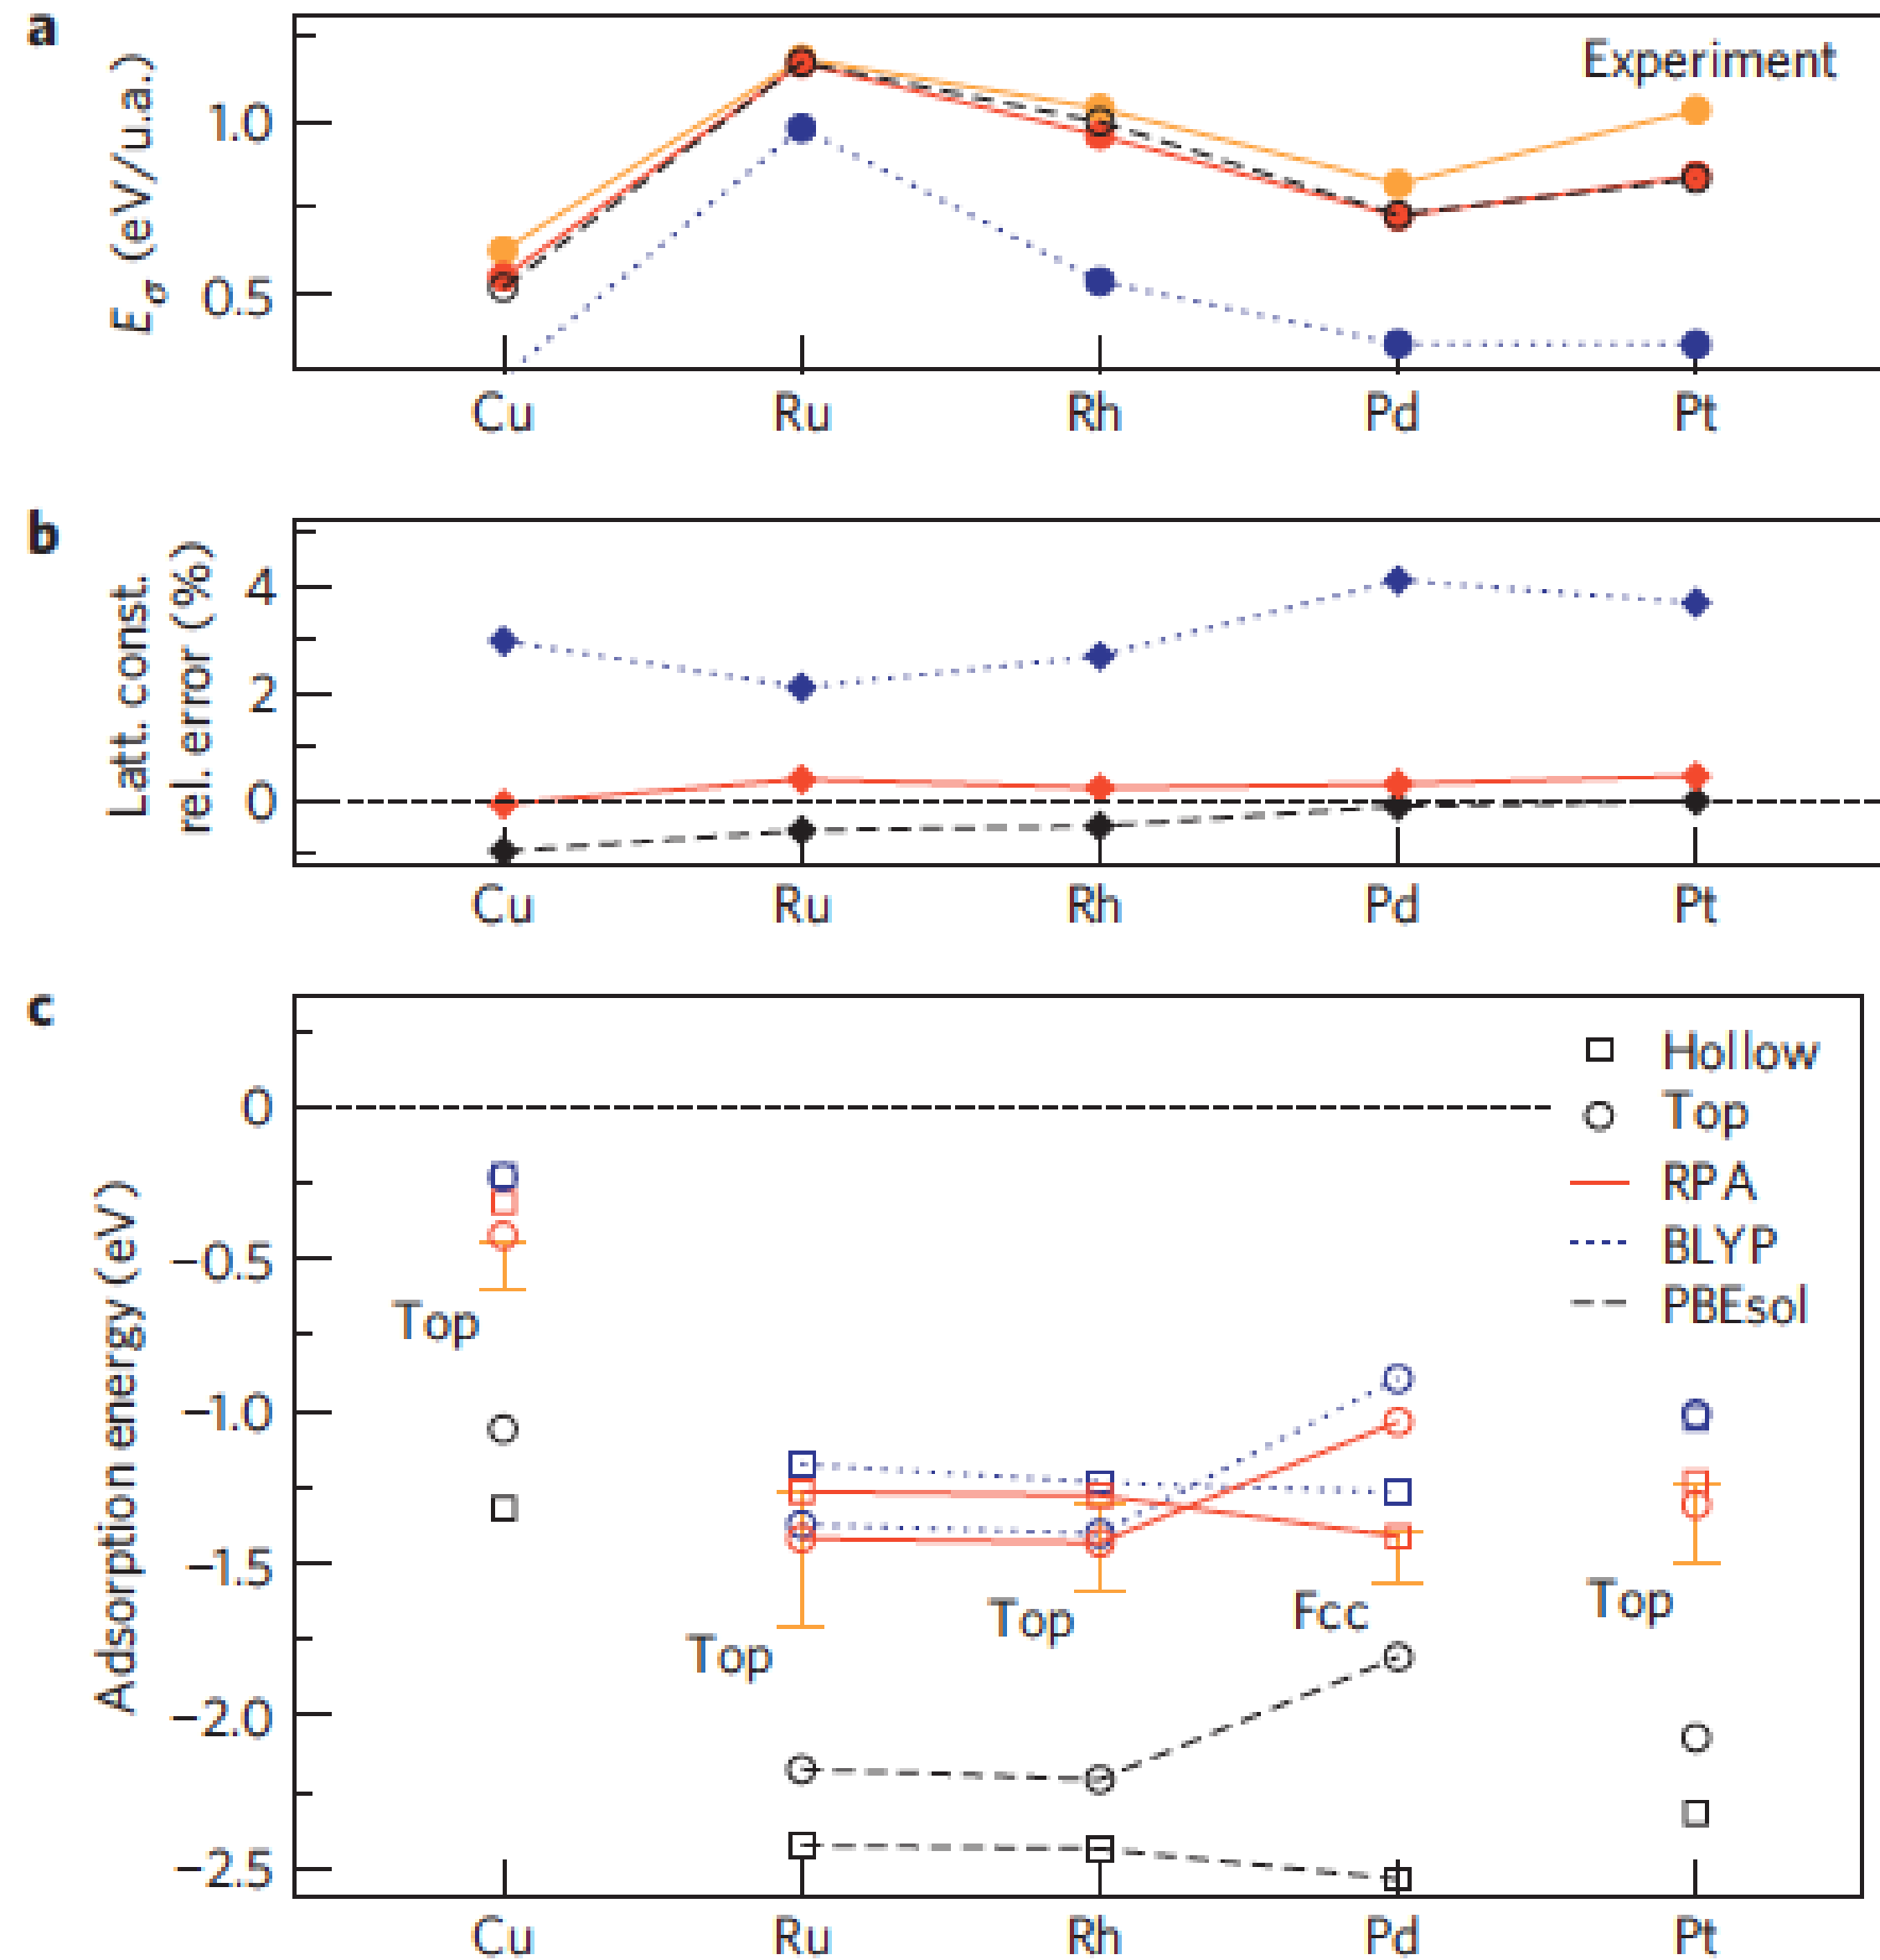 a
Experiment
Eσ (eV/u.a.)
1.0
0.5
Cu Ru Rh Pd Pt
b
Latt. const.
rel. error (%)
4
2
0
Cu Ru Rh Pd Pt
c
Adsorption energy (eV)
0
−0.5
−1.0
−1.5
−2.0
−2.5
Hollow
Top
RPA
BLYP
PBEsol
Top
Top
Top
Fcc
Top
Cu Ru Rh Pd Pt